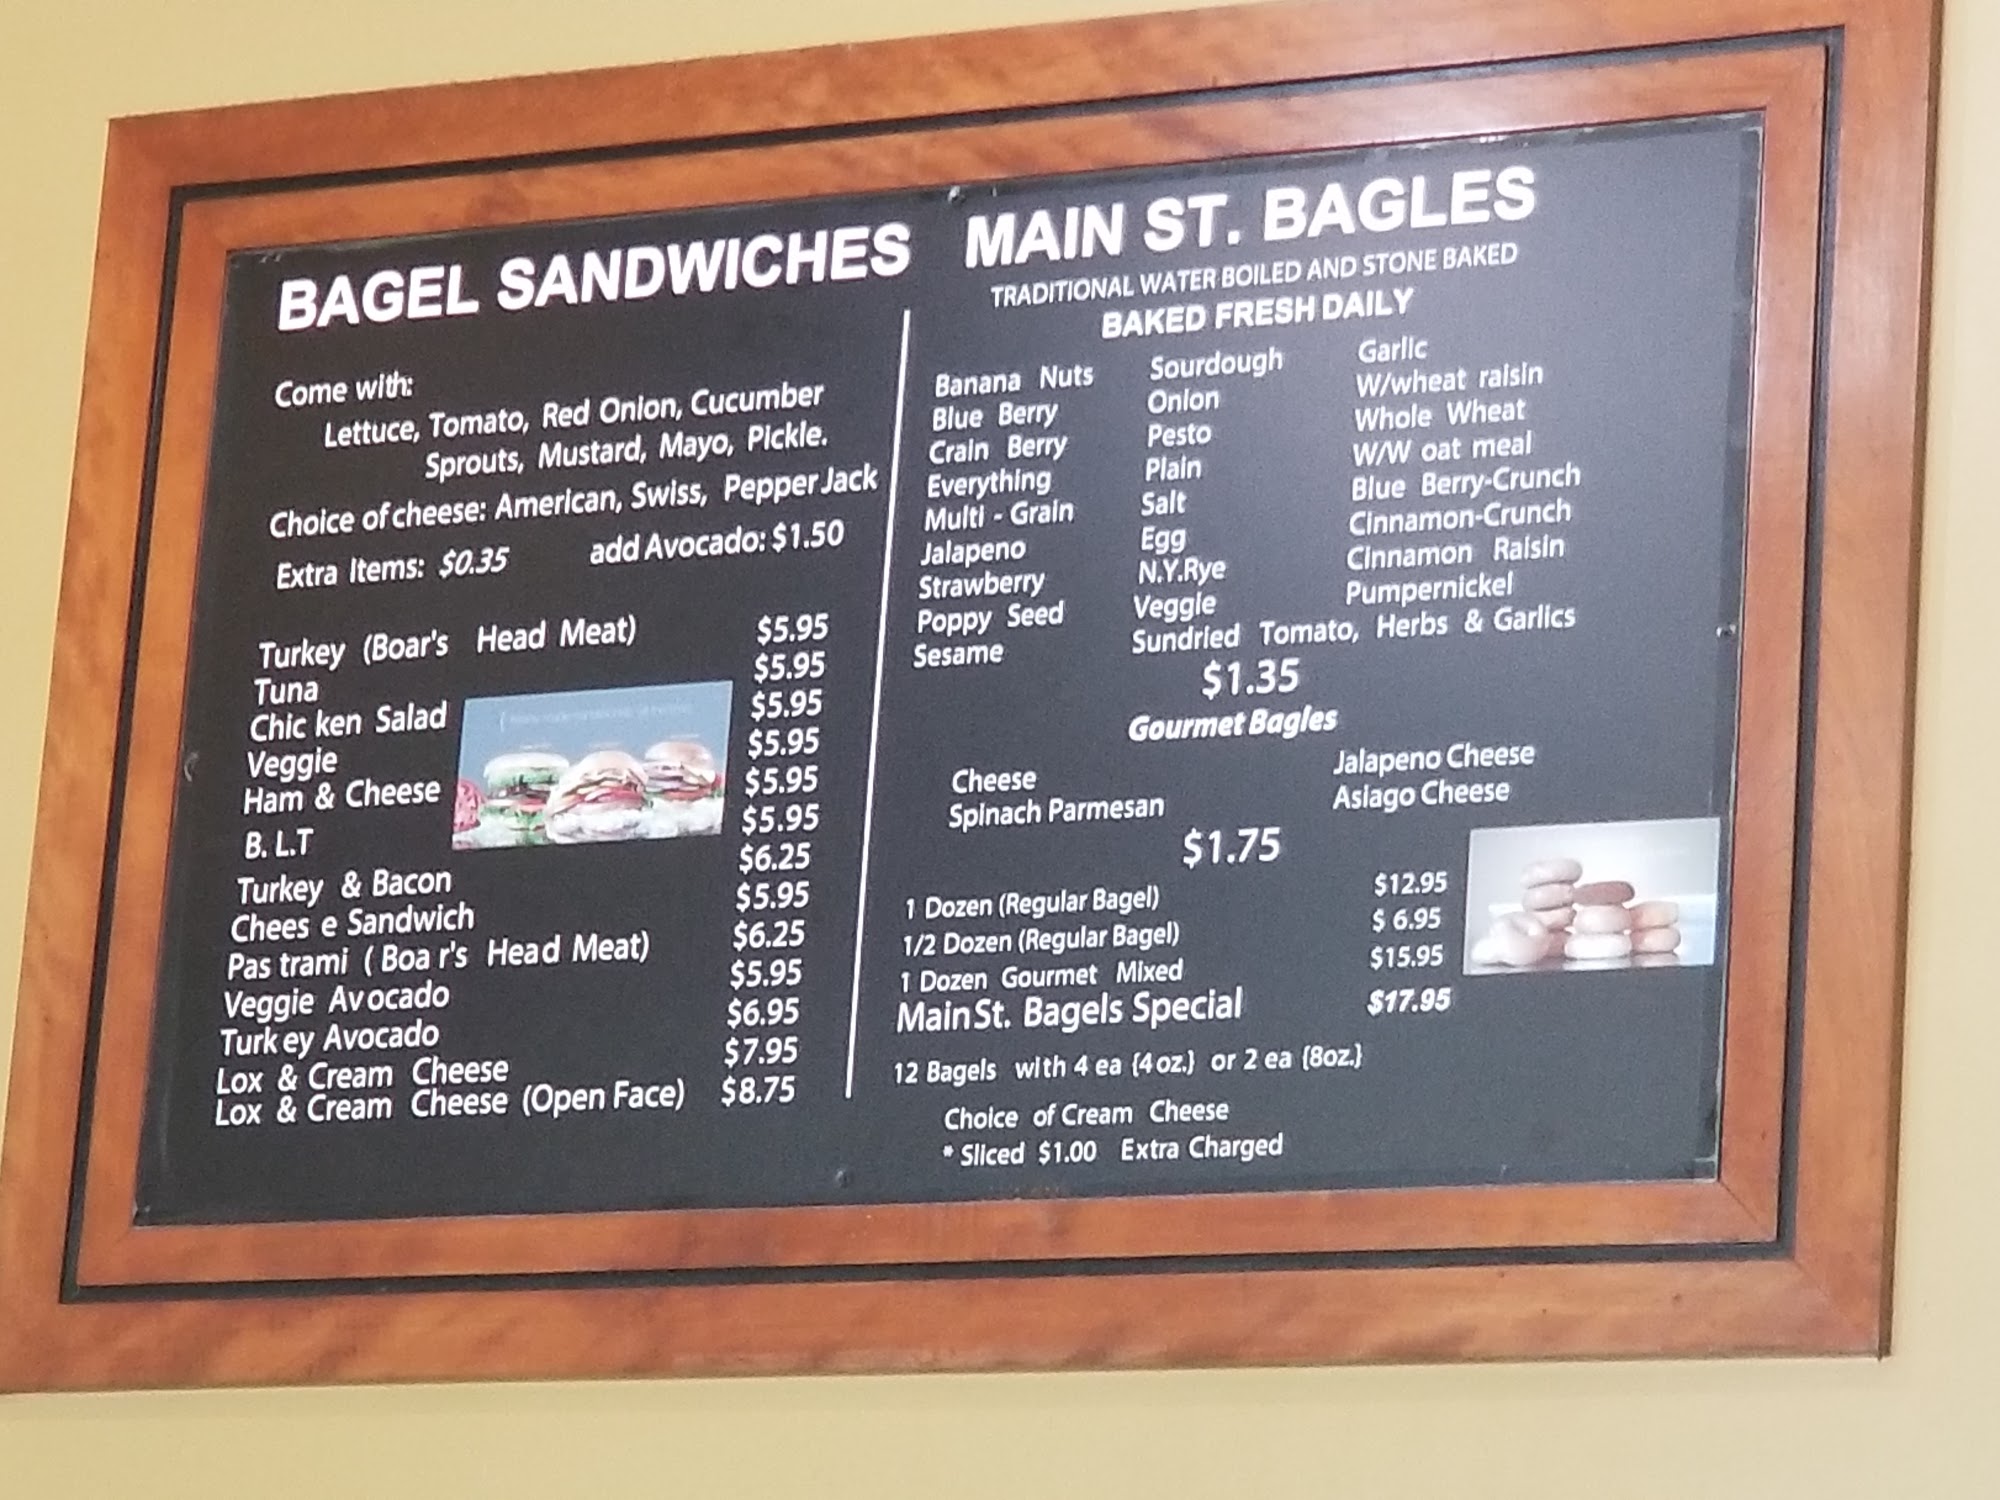 BAGEL SANDWICHES
Come with:
Lettuce, Tomato, Red Onion, Cucumber
Sprouts, Mustard, Mayo, Pickle.
Choice of cheese: American, Swiss, Pepper Jack
Extra Items: $0.35 add Avocado: $1.50
Turkey (Boar's Head Meat) $5.95
Tuna $5.95
Chic ken Salad $5.95
Veggie $5.95
Ham & Cheese $5.95
B. L.T $5.95
Turkey & Bacon $6.25
Chees e Sandwich $5.95
Pas trami ( Boa r's Head Meat) $6.25
Veggie Avocado $5.95
Turk ey Avocado $6.95
Lox & Cream Cheese $7.95
Lox & Cream Cheese (Open Face) $8.75
MAIN ST. BAGLES
TRADITIONAL WATER BOILED AND STONE BAKED
BAKED FRESH DAILY
Banana Nuts
Blue Berry
Crain Berry
Everything
Multi - Grain
Jalapeno
Strawberry
Poppy Seed
Sesame
Sourdough
Onion
Pesto
Plain
Salt
Egg
N.Y.Rye
Veggie
Sundried Tomato, Herbs & Garlics
Garlic
W/wheat raisin
Whole Wheat
W/W oat meal
Blue Berry-Crunch
Cinnamon-Crunch
Cinnamon Raisin
Pumpernickel
$1.35
Gourmet Bagles
Cheese
Spinach Parmesan
Jalapeno Cheese
Asiago Cheese
$1.75
1 Dozen (Regular Bagel) $12.95
1/2 Dozen (Regular Bagel) $ 6.95
1 Dozen Gourmet Mixed $15.95
Main St. Bagels Special $17.95
12 Bagels with 4 ea {4 oz.} or 2 ea {8oz.}
Choice of Cream Cheese
* Sliced $1.00 Extra Charged